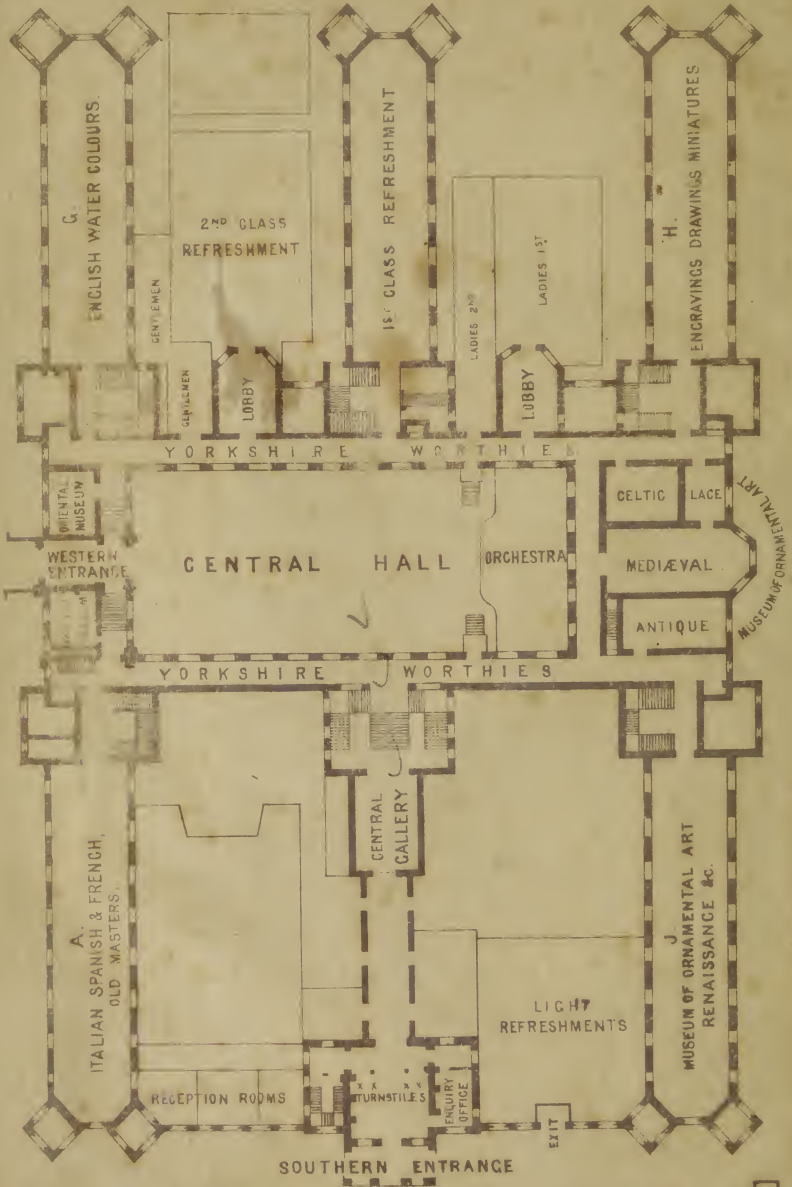 G.
ENGLISH WATER COLOURS.
2ND CLASS
REFRESHMENT
1ST CLASS REFRESHMENT
H.
ENGRAVINGS DRAWINGS MINIATURES
GENTLEMEN
GENTLEMEN
LOBBY
LADIES 2ND
LADIES 1ST
LOBBY
YORKSHIRE WORTHIES
ORIENTAL
MUSEUM
WESTERN
ENTRANCE
CENTRAL HALL
ORCHESTRA
CELTIC
LACE
MEDIÆVAL
ANTIQUE
MUSEUM OF ORNAMENTAL ART
YORKSHIRE WORTHIES
CENTRAL
GALLERY
A.
ITALIAN SPANISH & FRENCH,
OLD MASTERS.
J.
MUSEUM OF ORNAMENTAL ART
RENAISSANCE &c.
LIGHT
REFRESHMENTS
RECEPTION ROOMS
x x x x
TURNSTILES
ENQUIRY
OFFICE
EXIT
SOUTHERN ENTRANCE